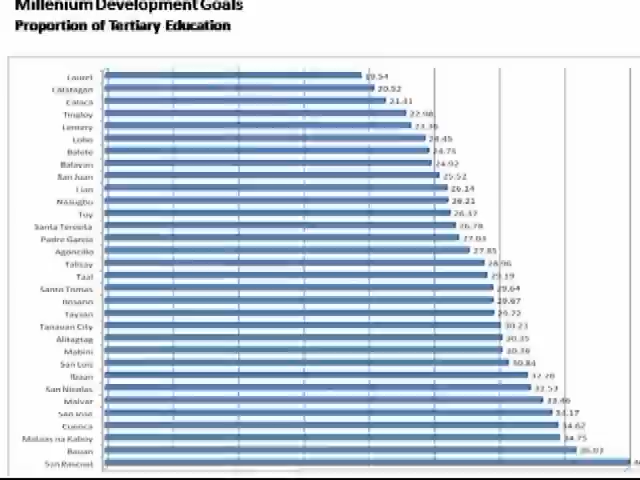 Millenium Development Goals
Proportion of Tertiary Education
Laurel 19.54
Calatagan 20.52
Calaca 21.31
Tingloy 22.98
Lemery 23.36
Lobo 24.45
Balete 24.75
Balayan 24.92
San Juan 25.52
Lian 26.14
Nasugbu 26.21
Tuy 26.37
Santa Teresita 26.78
Padre Garcia 27.03
Agoncillo 27.85
Talisay 28.96
Taal 29.19
Santo Tomas 29.64
Rosario 29.67
Taysan 29.72
Tanauan City 30.23
Alitagtag 30.35
Mabini 30.36
San Luis 30.84
Ibaan 32.28
San Nicolas 32.53
Malvar 33.46
San Jose 34.17
Cuenca 34.62
Mataas na Kahoy 34.75
Bauan
San Pascual